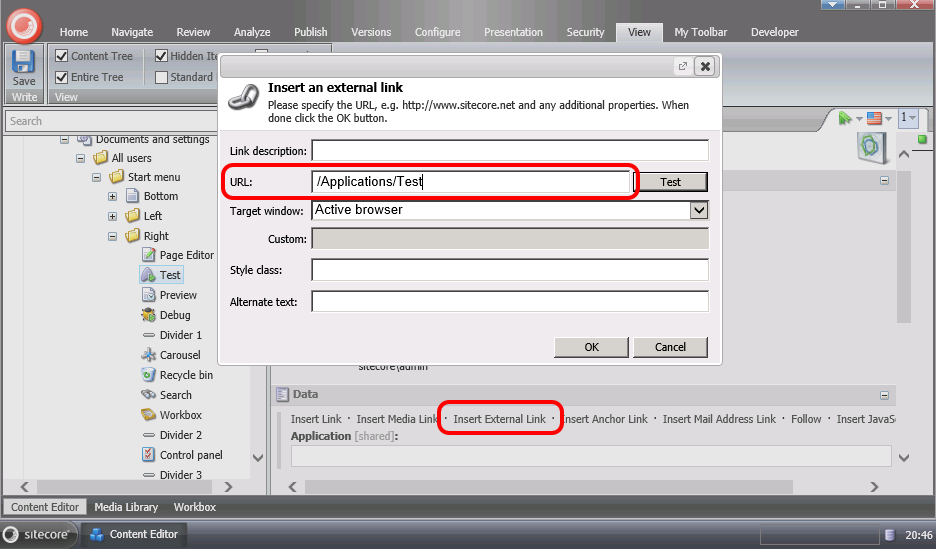 Home Navigate Review Analyze Publish Versions Configure Presentation Security View My Toolbar Developer
Save
Write
Content Tree
Entire Tree
Hidden
Standard
View
Search
Insert an external link
Please specify the URL, e.g. http://www.sitecore.net and any additional properties. When
done click the OK button.
Link description:
URL: /Applications/Test Test
Target window: Active browser
Custom:
Style class:
Alternate text:
OK Cancel
1
Documents and settings
All users
Start menu
Bottom
Left
Right
Page Editor
Test
Preview
Debug
Divider 1
Carousel
Recycle bin
Search
Workbox
Divider 2
Control panel
Divider 3
sitecore\admin
Data
Insert Link · Insert Media Link · Insert External Link · Insert Anchor Link · Insert Mail Address Link · Follow · Insert JavaS
Application [shared]:
Content Editor Media Library Workbox
sitecore Content Editor 20:46